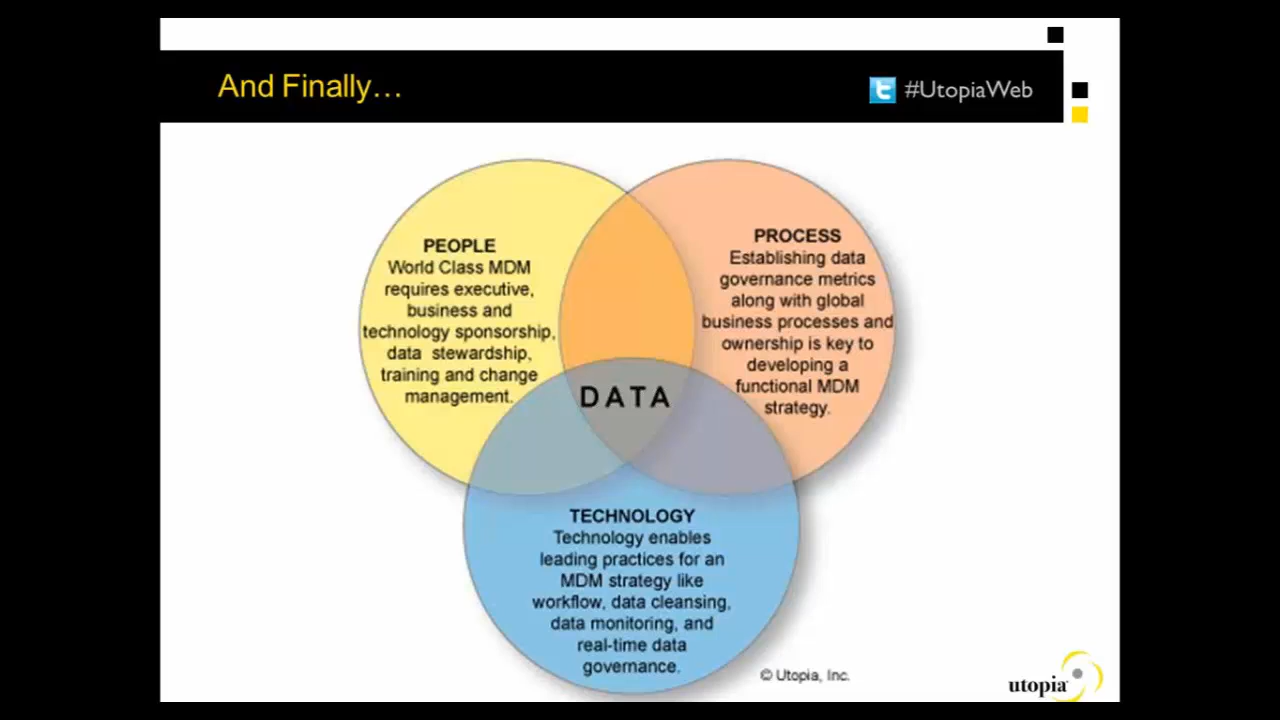 And Finally…
#UtopiaWeb
PEOPLE
World Class MDM
requires executive,
business and
technology sponsorship,
data stewardship,
training and change
management.
PROCESS
Establishing data
governance metrics
along with global
business processes and
ownership is key to
developing a
functional MDM
strategy.
DATA
TECHNOLOGY
Technology enables
leading practices for an
MDM strategy like
workflow, data cleansing,
data monitoring, and
real-time data
governance.
© Utopia, Inc.
utopia